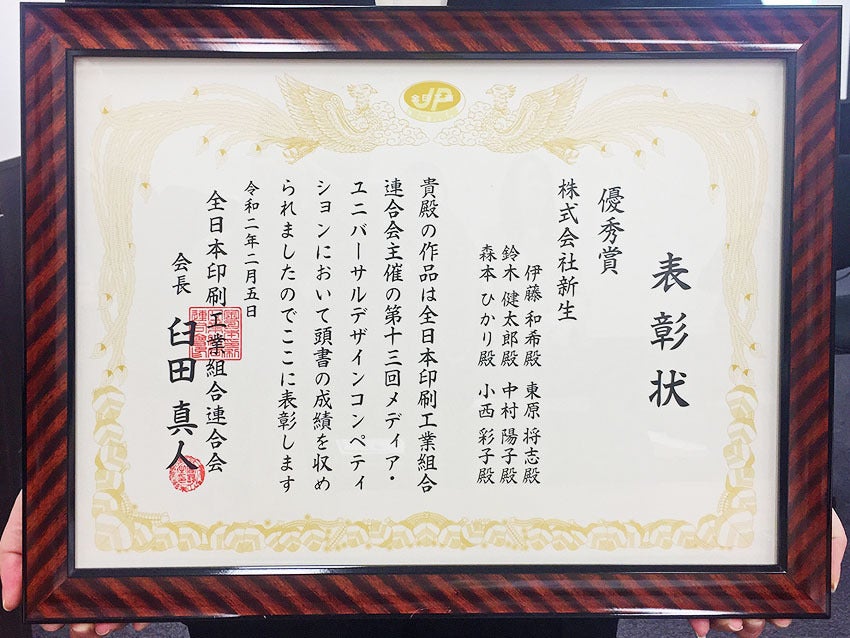 表彰状
優秀賞
株式会社新生
伊藤 和希殿 東原 将志殿
鈴木 健太郎殿 中村 陽子殿
森本 ひかり殿 小西 彩子殿
貴殿の作品は全日本印刷工業組合
連合会主催の第十三回メディア・
ユニバーサルデザインコンペティ
ションにおいて頭書の成績を収め
られましたのでここに表彰します
令和二年二月五日
全日本印刷工業組合連合会
会長 臼田真人